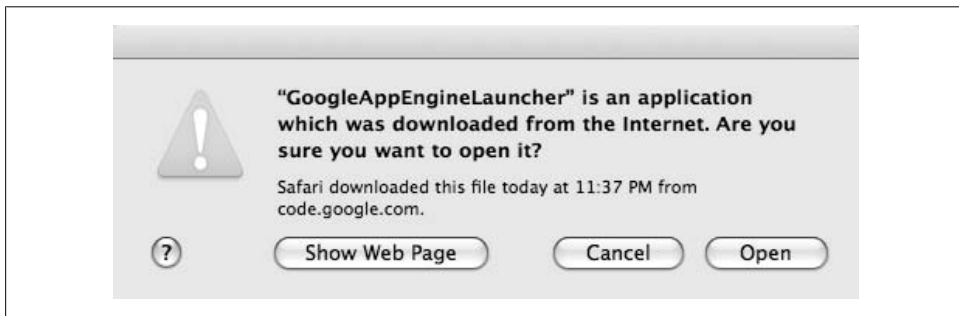 “GoogleAppEngineLauncher” is an application
which was downloaded from the Internet. Are you
sure you want to open it?
Safari downloaded this file today at 11:37 PM from
code.google.com.
?
Show Web Page
Cancel
Open